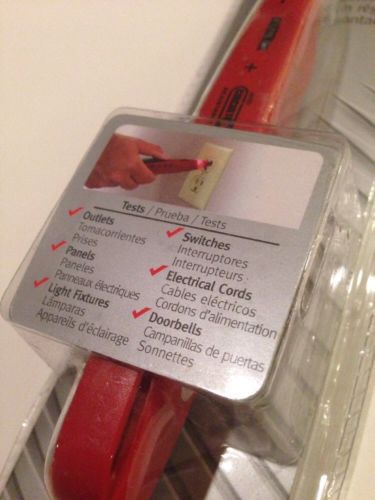 Tests / Prueba / Tests
Outlets
Tomacorrientes
Prises
Panels
Paneles
Panneaux électriques
Light Fixtures
Lámparas
Appareils d'éclairage
Switches
Interruptores
Interrupteurs
Electrical Cords
Cables eléctricos
Cordons d'alimentation
Doorbells
Campanillas de puertas
Sonnettes